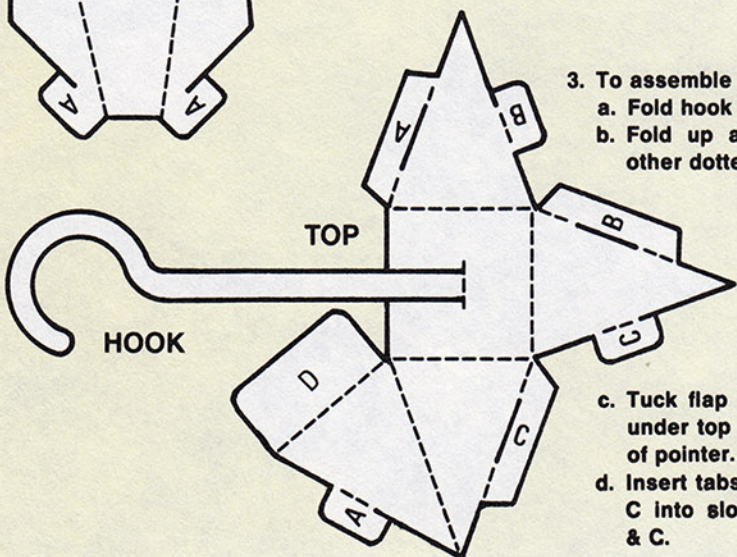 A
A
3. To assemble
a. Fold hook
b. Fold up a
other dotte
A
B
TOP
B
HOOK
C
D
C
A
c. Tuck flap
under top
of pointer.
d. Insert tabs
C into slo
& C.